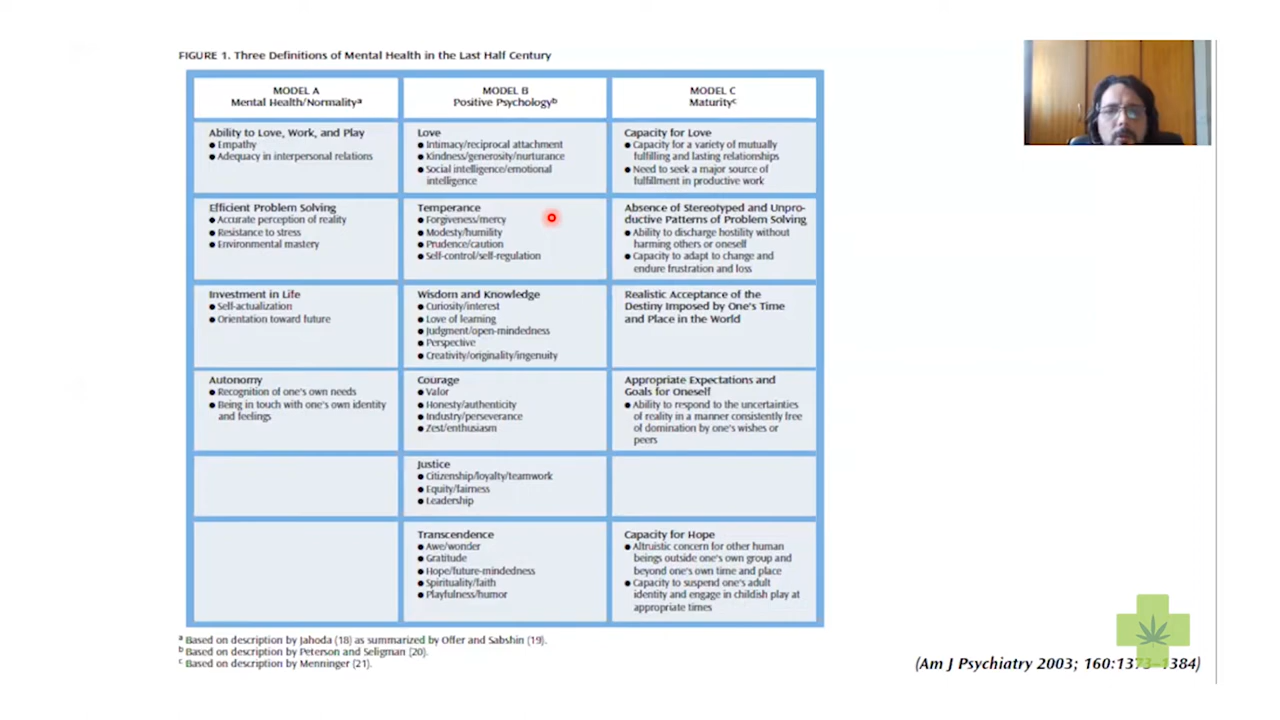 FIGURE 1. Three Definitions of Mental Health in the Last Half Century
MODEL A
Mental Health/Normalityᵃ
MODEL B
Positive Psychologyᵇ
MODEL C
Maturityᶜ
Ability to Love, Work, and Play
● Empathy
● Adequacy in interpersonal relations
Love
● Intimacy/reciprocal attachment
● Kindness/generosity/nurturance
● Social intelligence/emotional
intelligence
Capacity for Love
● Capacity for a variety of mutually
fulfilling and lasting relationships
● Need to seek a major source of
fulfillment in productive work
Efficient Problem Solving
● Accurate perception of reality
● Resistance to stress
● Environmental mastery
Temperance
● Forgiveness/mercy
● Modesty/humility
● Prudence/caution
● Self-control/self-regulation
Absence of Stereotyped and Unpro-
ductive Patterns of Problem Solving
● Ability to discharge hostility without
harming others or oneself
● Capacity to adapt to change and
endure frustration and loss
Investment in Life
● Self-actualization
● Orientation toward future
Wisdom and Knowledge
● Curiosity/interest
● Love of learning
● Judgment/open-mindedness
● Perspective
● Creativity/originality/ingenuity
Realistic Acceptance of the
Destiny Imposed by One's Time
and Place in the World
Autonomy
● Recognition of one's own needs
● Being in touch with one's own identity
and feelings
Courage
● Valor
● Honesty/authenticity
● Industry/perseverance
● Zest/enthusiasm
Appropriate Expectations and
Goals for Oneself
● Ability to respond to the uncertainties
of reality in a manner consistently free
of domination by one's wishes or
peers
Justice
● Citizenship/loyalty/teamwork
● Equity/fairness
● Leadership
Transcendence
● Awe/wonder
● Gratitude
● Hope/future-mindedness
● Spirituality/faith
● Playfulness/humor
Capacity for Hope
● Altruistic concern for other human
beings outside one's own group and
beyond one's own time and place
● Capacity to suspend one's adult
identity and engage in childish play at
appropriate times
ᵃ Based on description by Jahoda (18) as summarized by Offer and Sabshin (19).
ᵇ Based on description by Peterson and Seligman (20).
ᶜ Based on description by Menninger (21).
(Am J Psychiatry 2003; 160:1373–1384)